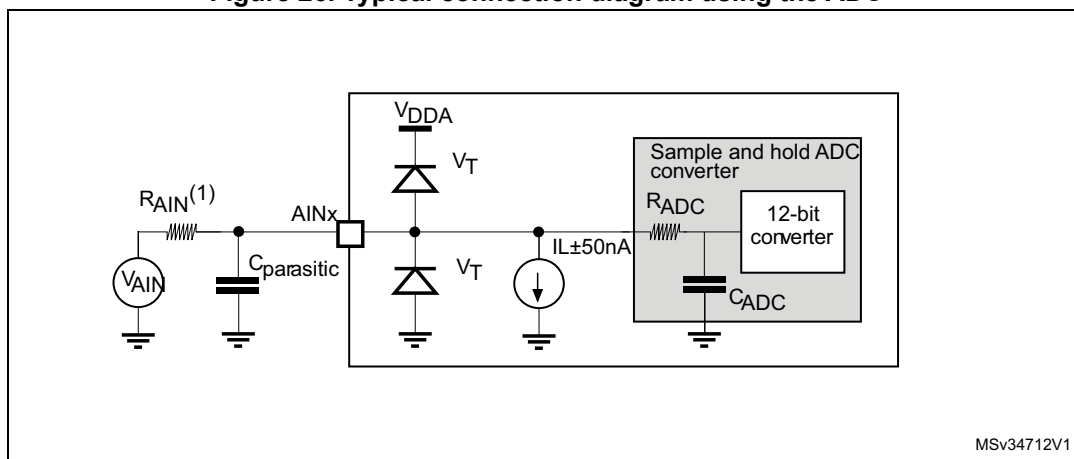 Figure 26. Typical connection diagram using the ADC
VDDA
VT
Sample and hold ADC
converter
RAIN(1)
AINx
RADC
12-bit
converter
IL±50nA
VT
Cparasitic
VAIN
CADC
MSv34712V1